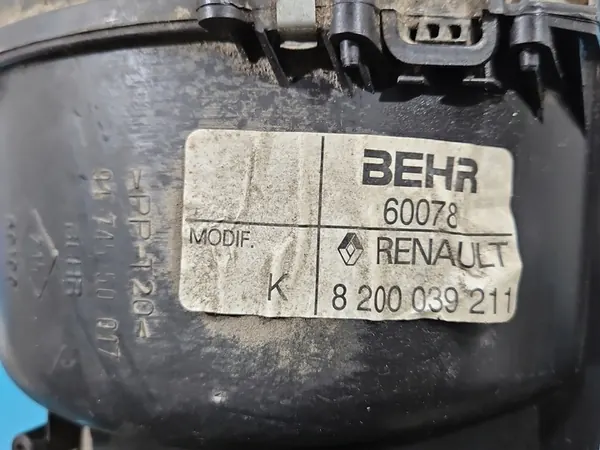 BEHR
60078
MODIF.
RENAULT
K
8 200 039 211
>PP-T20<